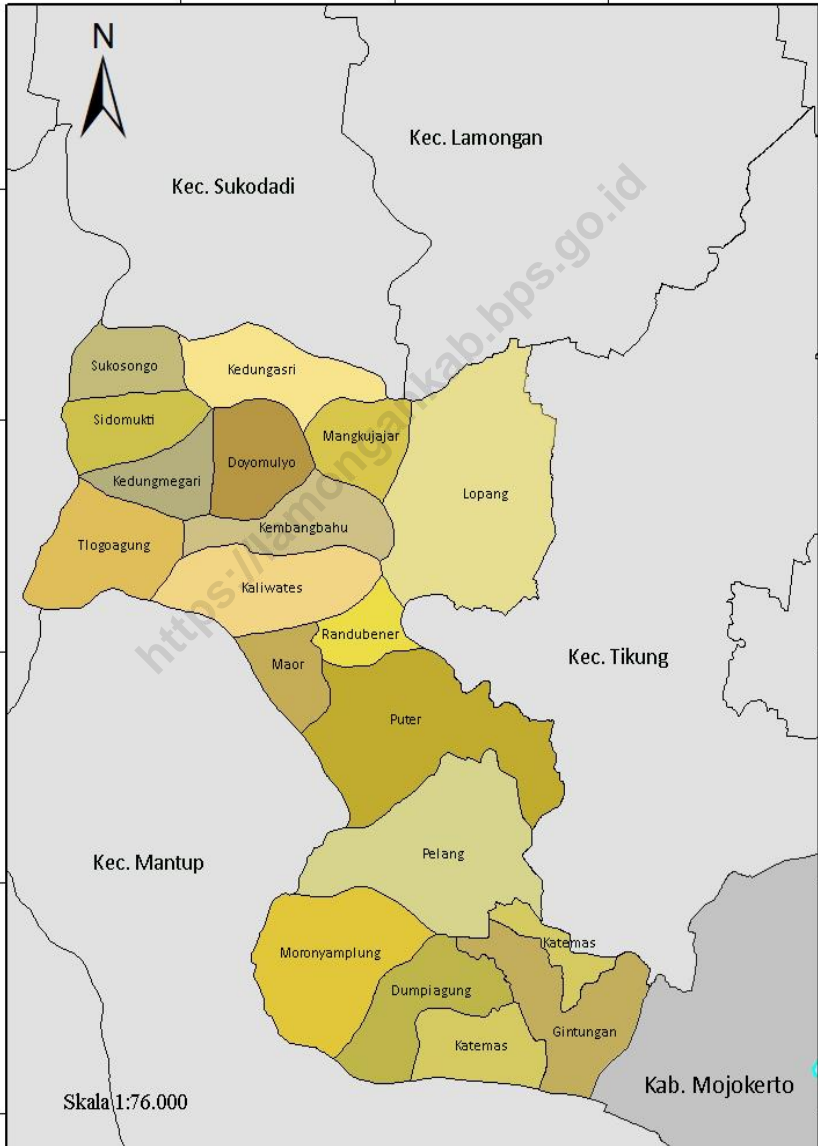 N
Kec. Lamongan
Kec. Sukodadi
Sukosongo
Kedungasri
Sidomukti
Mangkujajar
Doyomulyo
Kedungmegari
Lopang
Kembangbahu
Tlogoagung
Kaliwates
Randubener
Maor
Kec. Tikung
Puter
Pelang
Kec. Mantup
Katemas
Moronyamplung
Dumpiagung
Gintungan
Katemas
Kab. Mojokerto
Skala 1:76.000
https://lamongankab.bps.go.id